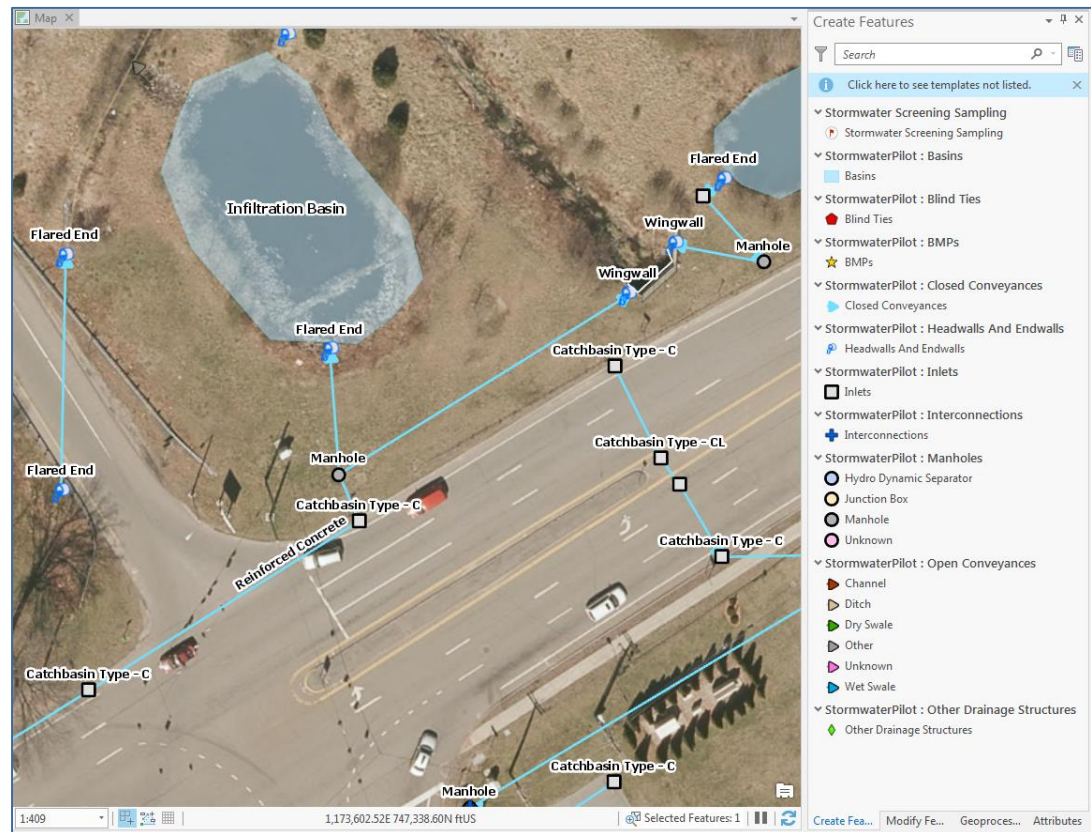 Map
Flared End
Infiltration Basin
Wingwall
Flared End
Manhole
Wingwall
Flared End
Catchbasin Type - C
Catchbasin Type - CL
Manhole
Flared End
Catchbasin Type - C
Reinforced Concrete
Catchbasin Type - C
Catchbasin Type - C
Catchbasin Type - C
Manhole
1:409
1,173,602.52E 747,338.60N ftUS
Selected Features: 1
Create Features
Search
Click here to see templates not listed.
Stormwater Screening Sampling
Stormwater Screening Sampling
StormwaterPilot : Basins
Basins
StormwaterPilot : Blind Ties
Blind Ties
StormwaterPilot : BMPs
BMPs
StormwaterPilot : Closed Conveyances
Closed Conveyances
StormwaterPilot : Headwalls And Endwalls
Headwalls And Endwalls
StormwaterPilot : Inlets
Inlets
StormwaterPilot : Interconnections
Interconnections
StormwaterPilot : Manholes
Hydro Dynamic Separator
Junction Box
Manhole
Unknown
StormwaterPilot : Open Conveyances
Channel
Ditch
Dry Swale
Other
Unknown
Wet Swale
StormwaterPilot : Other Drainage Structures
Other Drainage Structures
Create Fea...
Modify Fe...
Geoproces...
Attributes